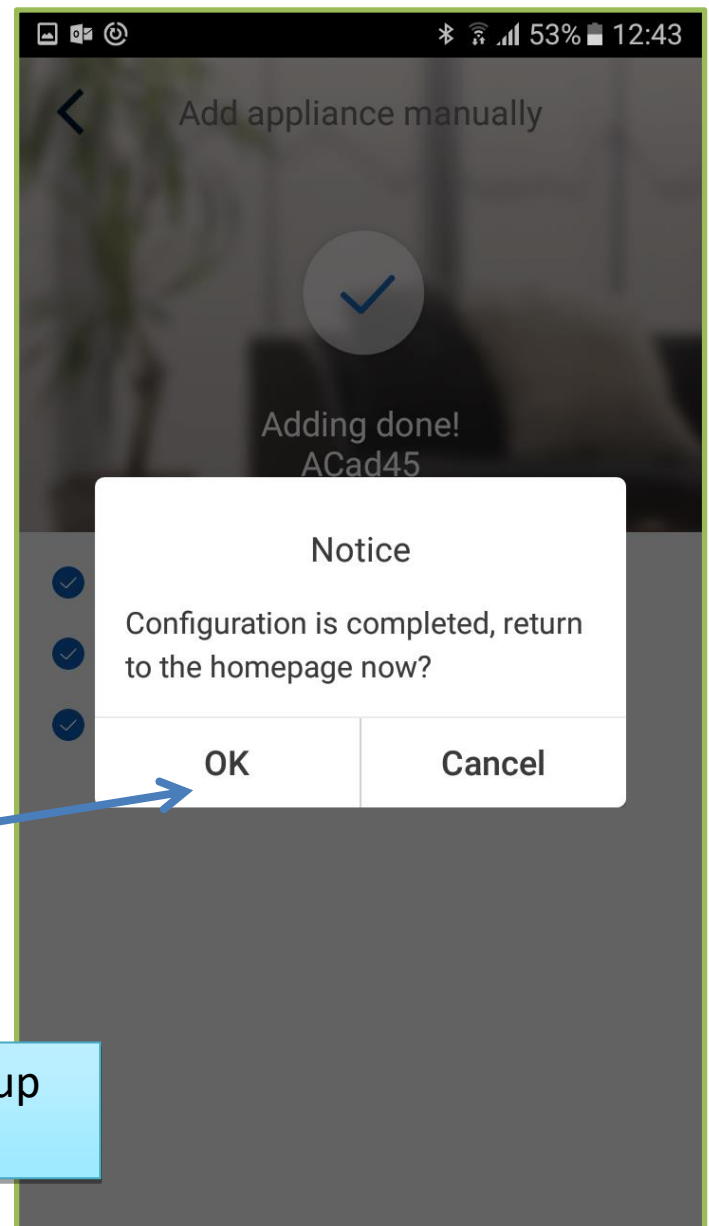 53% 12:43
Add appliance manually
Adding done!
ACad45
Notice
Configuration is completed, return
to the homepage now?
OK Cancel
up